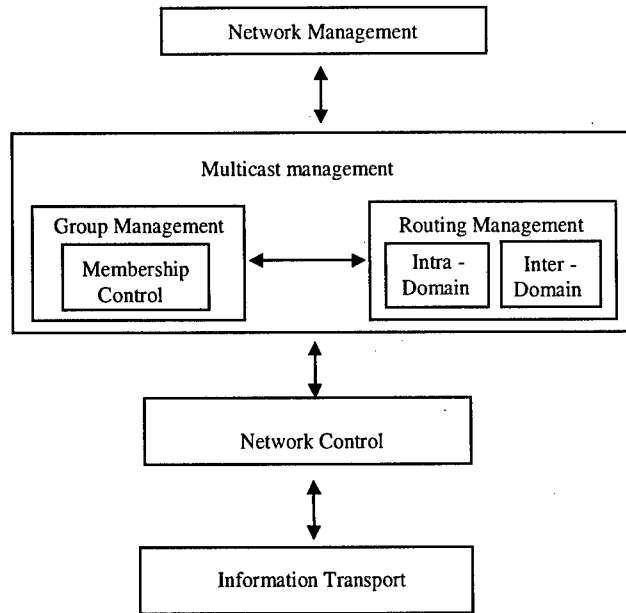 Network Management
Multicast management
Group Management
Membership
Control
Routing Management
Intra -
Domain
Inter -
Domain
Network Control
Information Transport